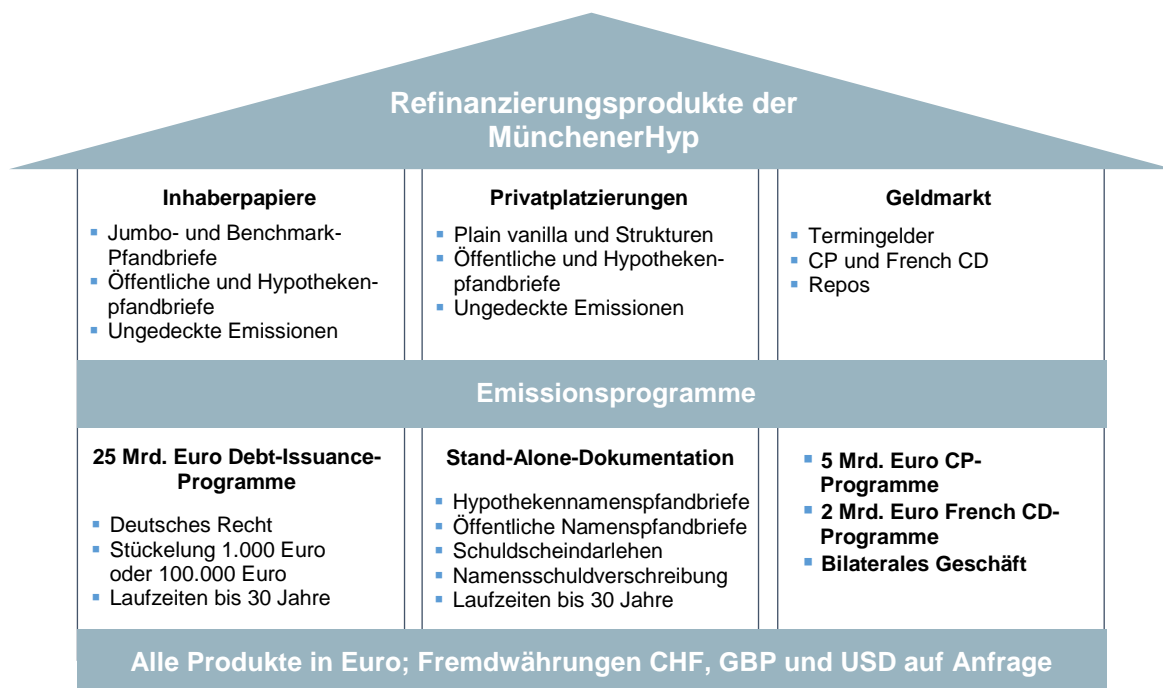 Refinanzierungsprodukte der
MünchenerHyp
Inhaberpapiere
Jumbo- und Benchmark-
Pfandbriefe
Öffentliche und Hypotheken-
pfandbriefe
Ungedeckte Emissionen
Privatplatzierungen
Plain vanilla und Strukturen
Öffentliche und Hypotheken-
pfandbriefe
Ungedeckte Emissionen
Geldmarkt
Termingelder
CP und French CD
Repos
Emissionsprogramme
25 Mrd. Euro Debt-Issuance-
Programme
Deutsches Recht
Stückelung 1.000 Euro
oder 100.000 Euro
Laufzeiten bis 30 Jahre
Stand-Alone-Dokumentation
Hypothekennamenspfandbriefe
Öffentliche Namenspfandbriefe
Schuldscheindarlehen
Namensschuldverschreibung
Laufzeiten bis 30 Jahre
5 Mrd. Euro CP-
Programme
2 Mrd. Euro French CD-
Programme
Bilaterales Geschäft
Alle Produkte in Euro; Fremdwährungen CHF, GBP und USD auf Anfrage